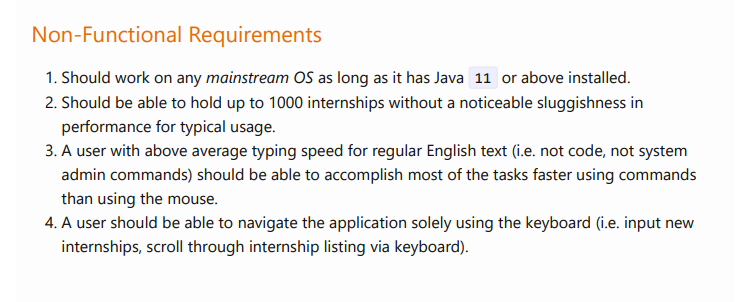 Non-Functional Requirements
1. Should work on any mainstream OS as long as it has Java 11 or above installed.
2. Should be able to hold up to 1000 internships without a noticeable sluggishness in
performance for typical usage.
3. A user with above average typing speed for regular English text (i.e. not code, not system
admin commands) should be able to accomplish most of the tasks faster using commands
than using the mouse.
4. A user should be able to navigate the application solely using the keyboard (i.e. input new
internships, scroll through internship listing via keyboard).